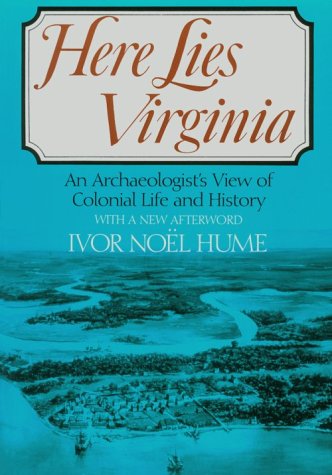 Here Lies
Virginia
An Archaeologist's View of
Colonial Life and History
WITH A NEW AFTERWORD
IVOR NOËL HUME